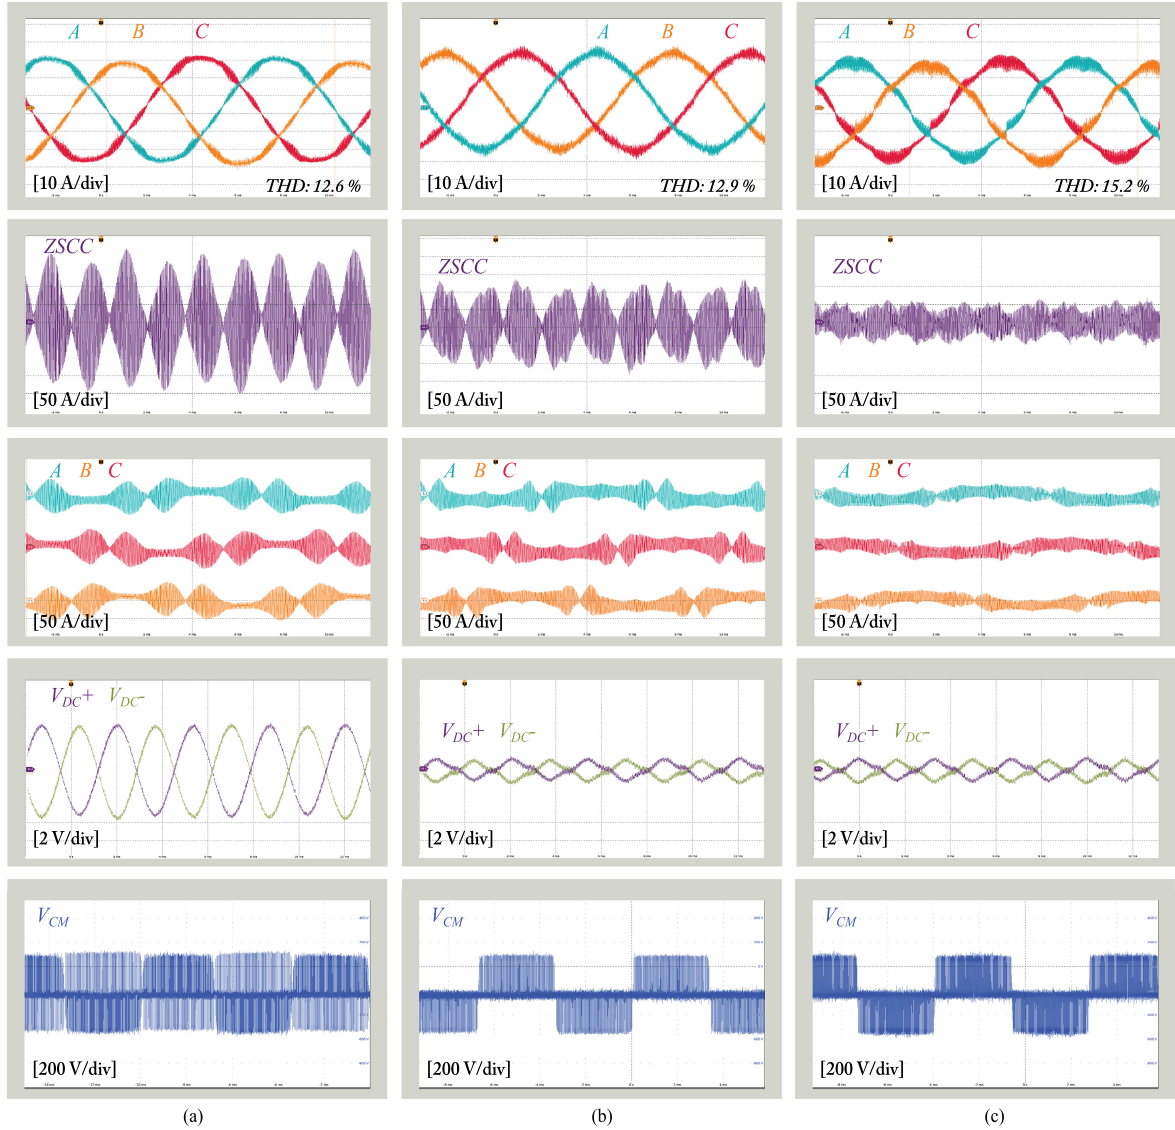 A B C
[10 A/div] THD: 12.6 %
A B C
[10 A/div] THD: 12.9 %
A B C
[10 A/div] THD: 15.2 %
ZSCC
[50 A/div]
ZSCC
[50 A/div]
ZSCC
[50 A/div]
A B C
[50 A/div]
A B C
[50 A/div]
A B C
[50 A/div]
VDC+ VDC-
[2 V/div]
VDC+ VDC-
[2 V/div]
VDC+ VDC-
[2 V/div]
VCM
[200 V/div]
VCM
[200 V/div]
VCM
[200 V/div]
(a) (b) (c)